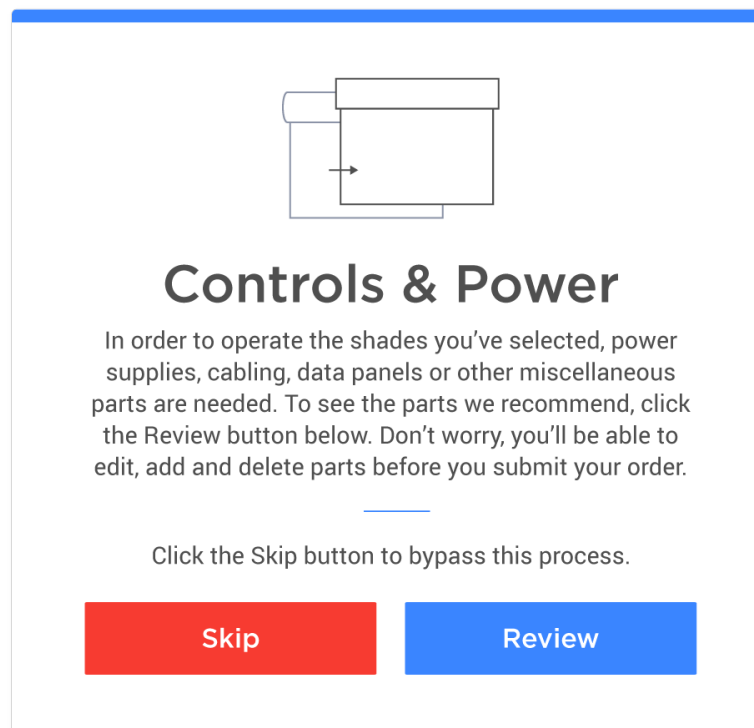 Controls & Power
In order to operate the shades you’ve selected, power
supplies, cabling, data panels or other miscellaneous
parts are needed. To see the parts we recommend, click
the Review button below. Don’t worry, you’ll be able to
edit, add and delete parts before you submit your order.
Click the Skip button to bypass this process.
Skip
Review